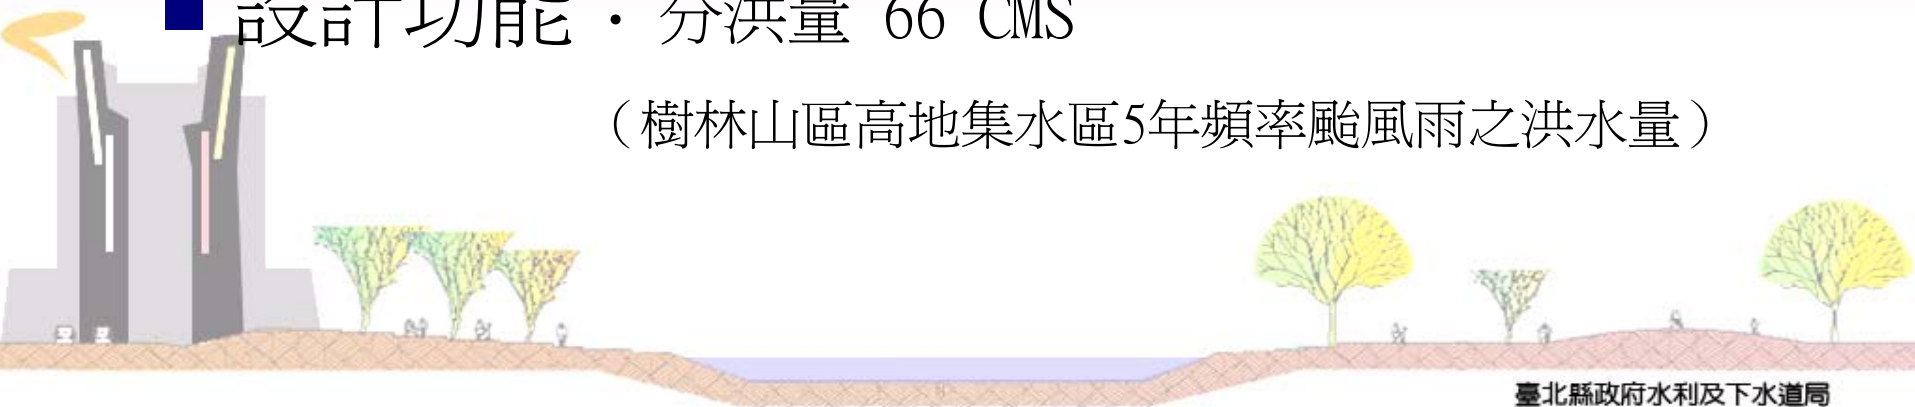 設計功能：分洪量 66 CMS
（樹林山區高地集水區5年頻率颱風雨之洪水量）
臺北縣政府水利及下水道局